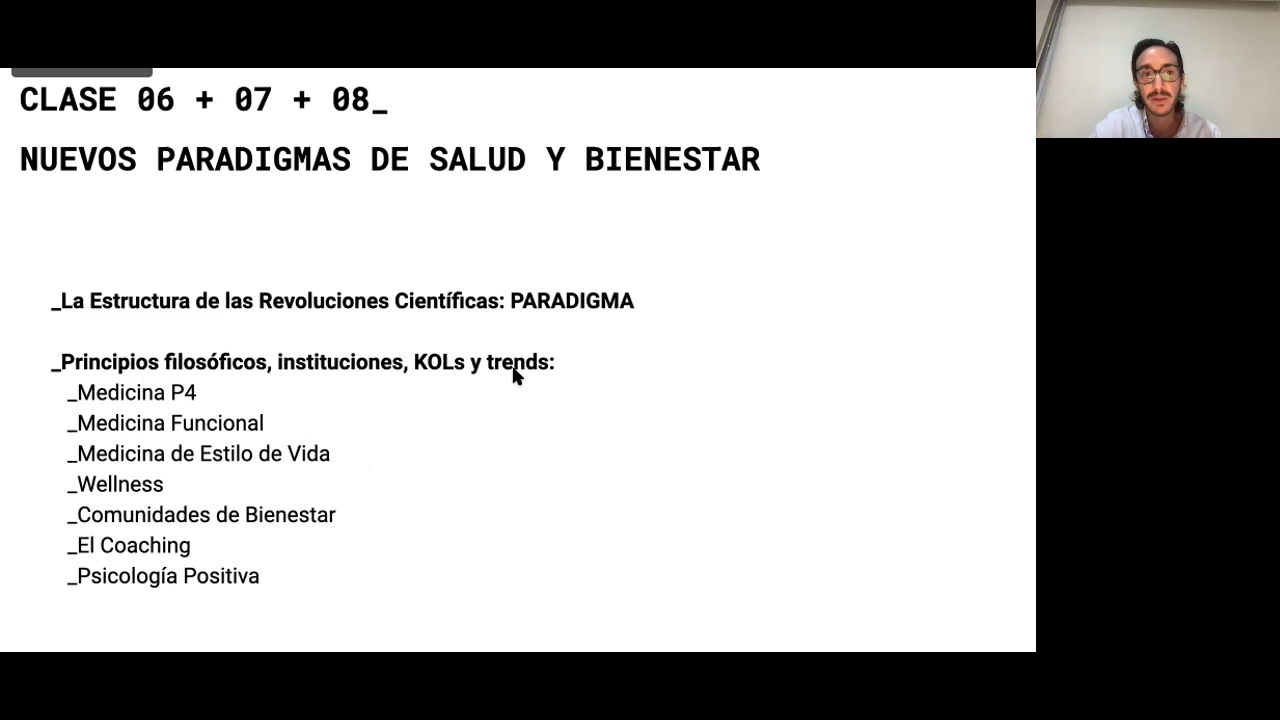 CLASE 06 + 07 + 08_
NUEVOS PARADIGMAS DE SALUD Y BIENESTAR
_La Estructura de las Revoluciones Científicas: PARADIGMA
_Principios filosóficos, instituciones, KOLs y trends:
_Medicina P4
_Medicina Funcional
_Medicina de Estilo de Vida
_Wellness
_Comunidades de Bienestar
_El Coaching
_Psicología Positiva